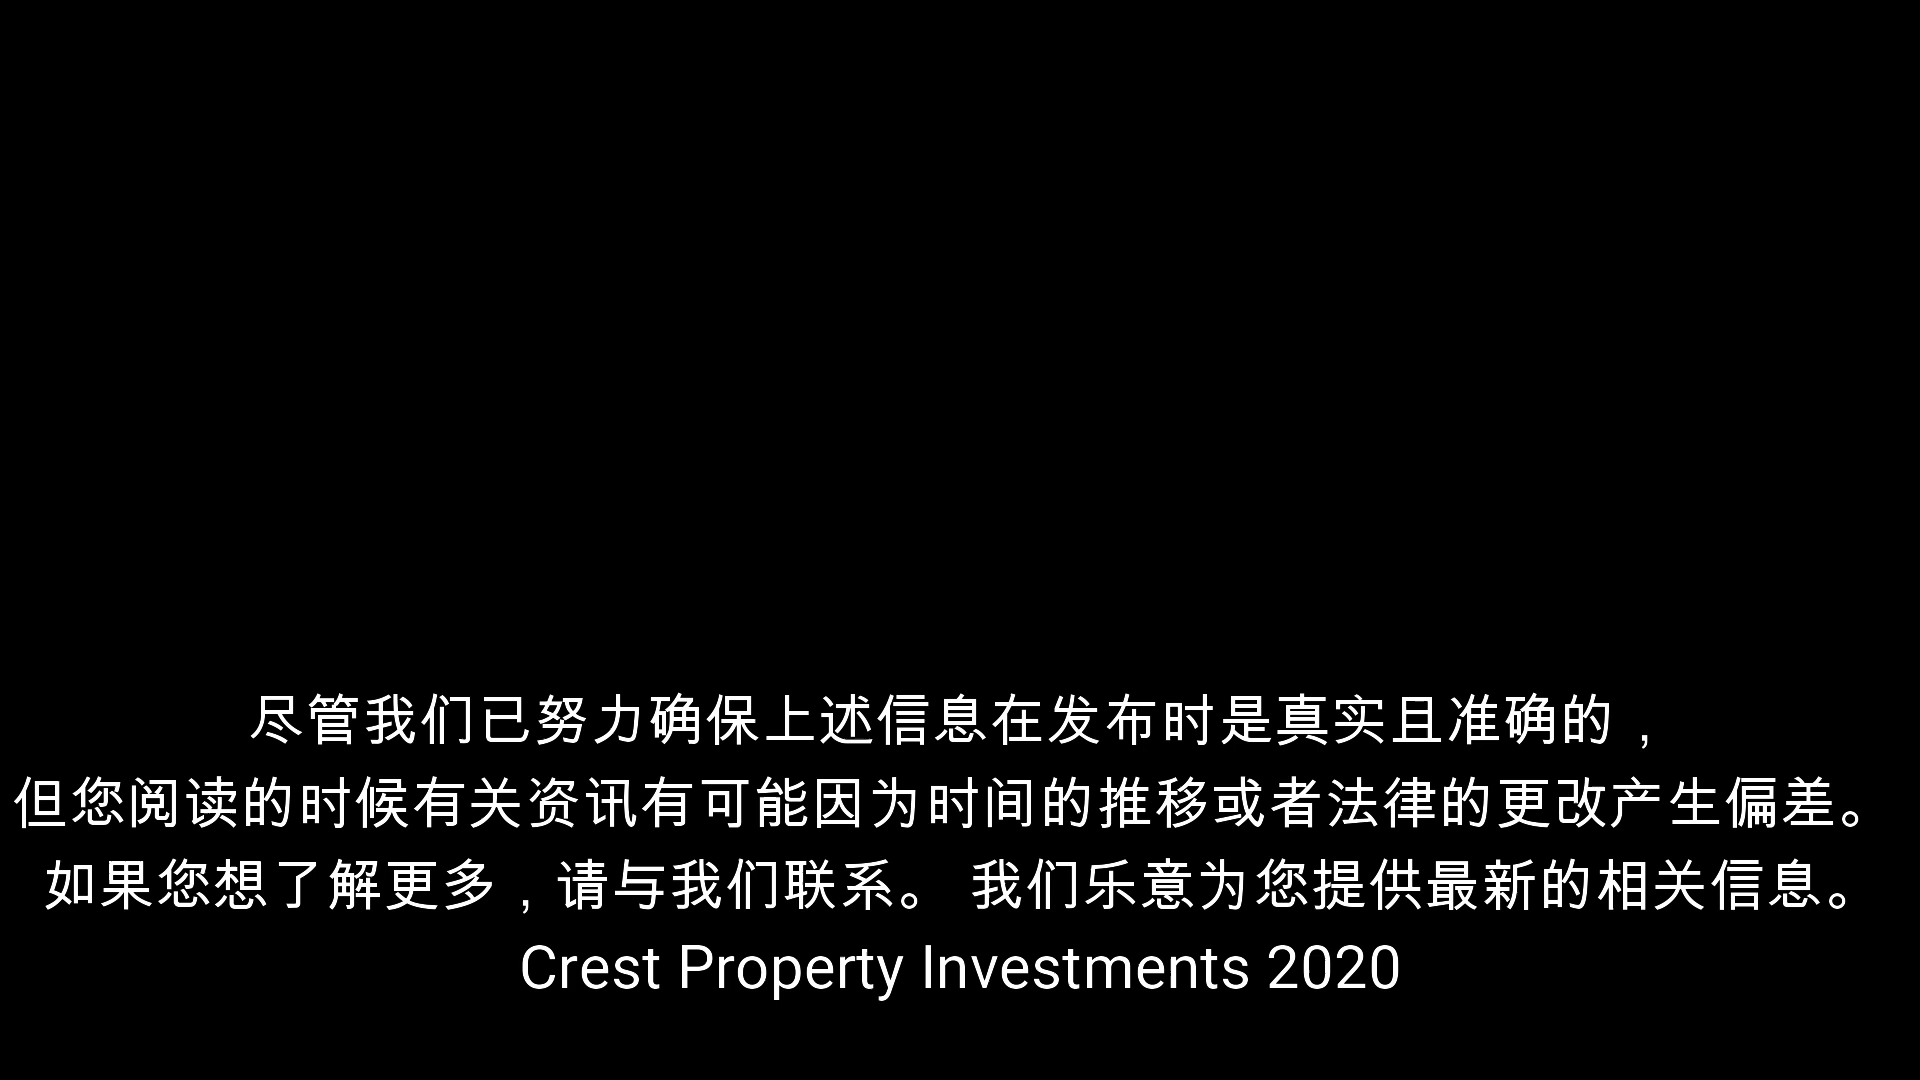 尽管我们已努力确保上述信息在发布时是真实且准确的，
但您阅读的时候有关资讯有可能因为时间的推移或者法律的更改产生偏差。
如果您想了解更多，请与我们联系。 我们乐意为您提供最新的相关信息。
Crest Property Investments 2020